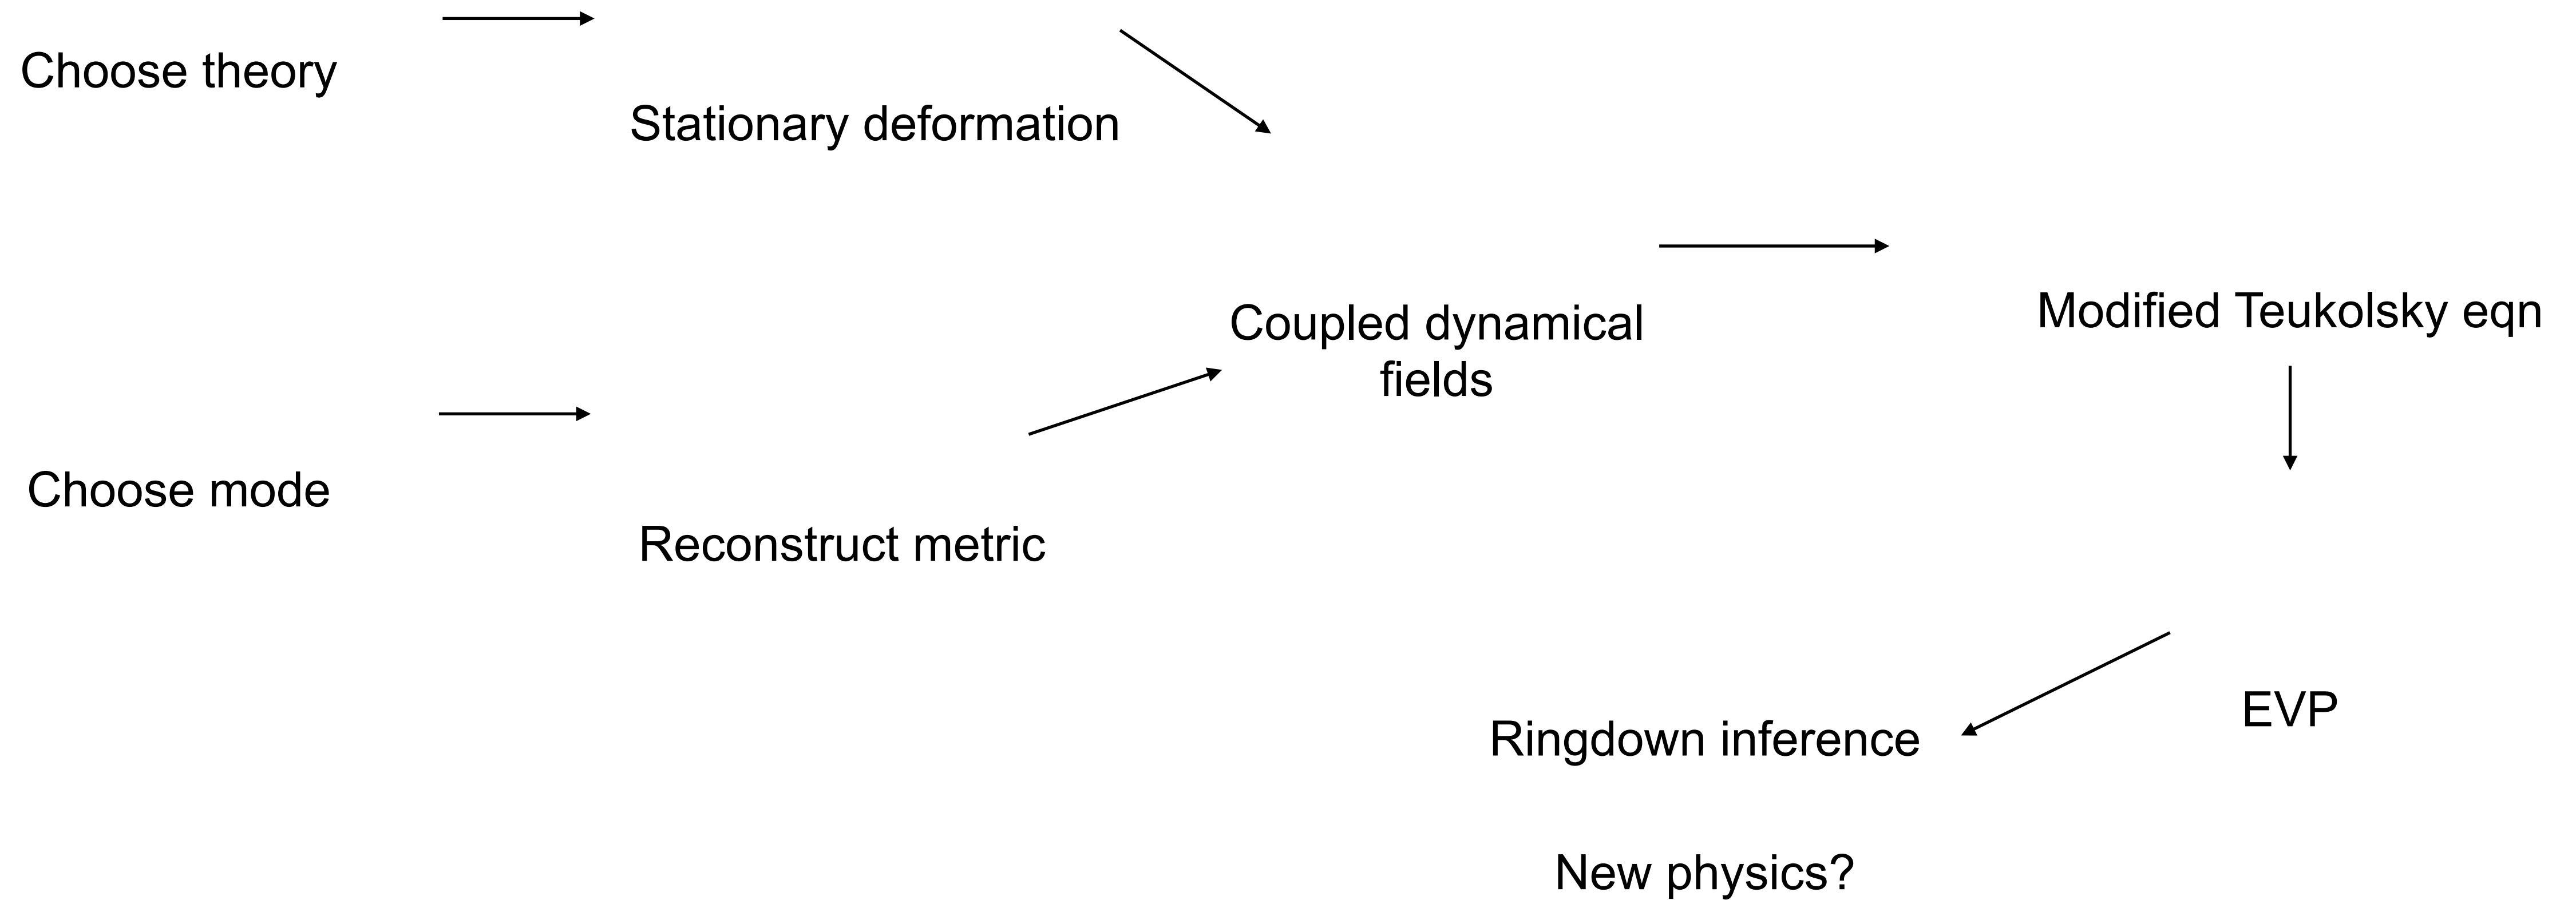 Choose theory
Stationary deformation
Coupled dynamical
fields
Modified Teukolsky eqn
Choose mode
Reconstruct metric
EVP
Ringdown inference
New physics?